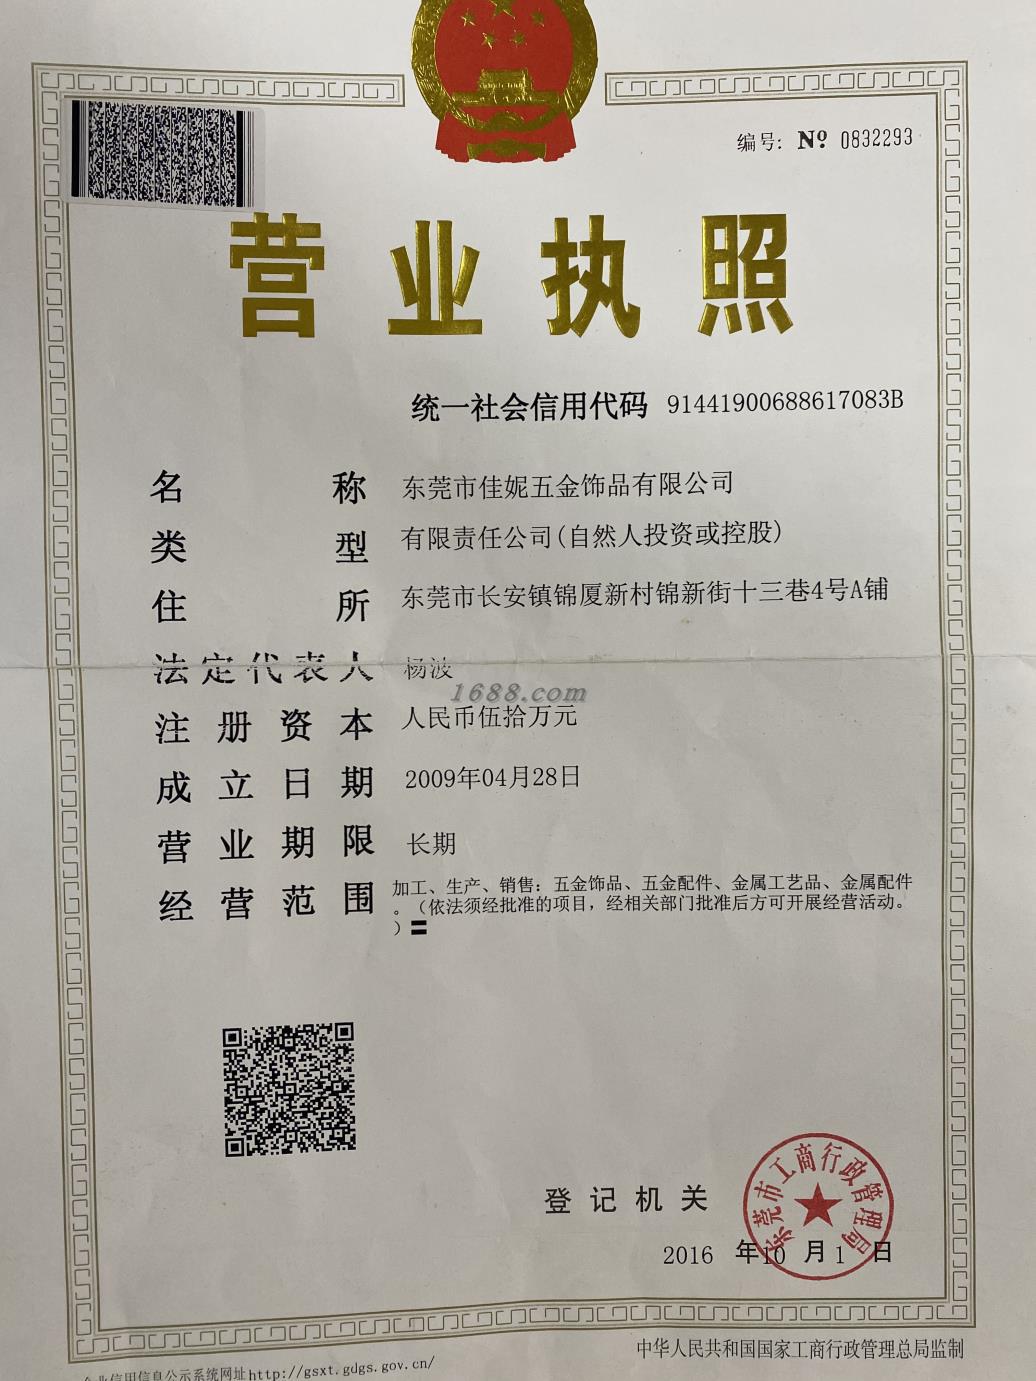 编号: Nº 0832293
营业执照
统一社会信用代码 91441900688617083B
名称 东莞市佳妮五金饰品有限公司
类型 有限责任公司(自然人投资或控股)
住所 东莞市长安镇锦厦新村锦新街十三巷4号A铺
法定代表人 杨波
1688.com
注册资本 人民币伍拾万元
成立日期 2009年04月28日
营业期限 长期
经营范围 加工、生产、销售：五金饰品、五金配件、金属工艺品、金属配件
。（依法须经批准的项目，经相关部门批准后方可开展经营活动。
）〓
登记机关
东莞市工商行政管理局
2016 年10 月1 日
企业信用信息公示系统网址http://gsxt.gdgs.gov.cn/
中华人民共和国国家工商行政管理总局监制